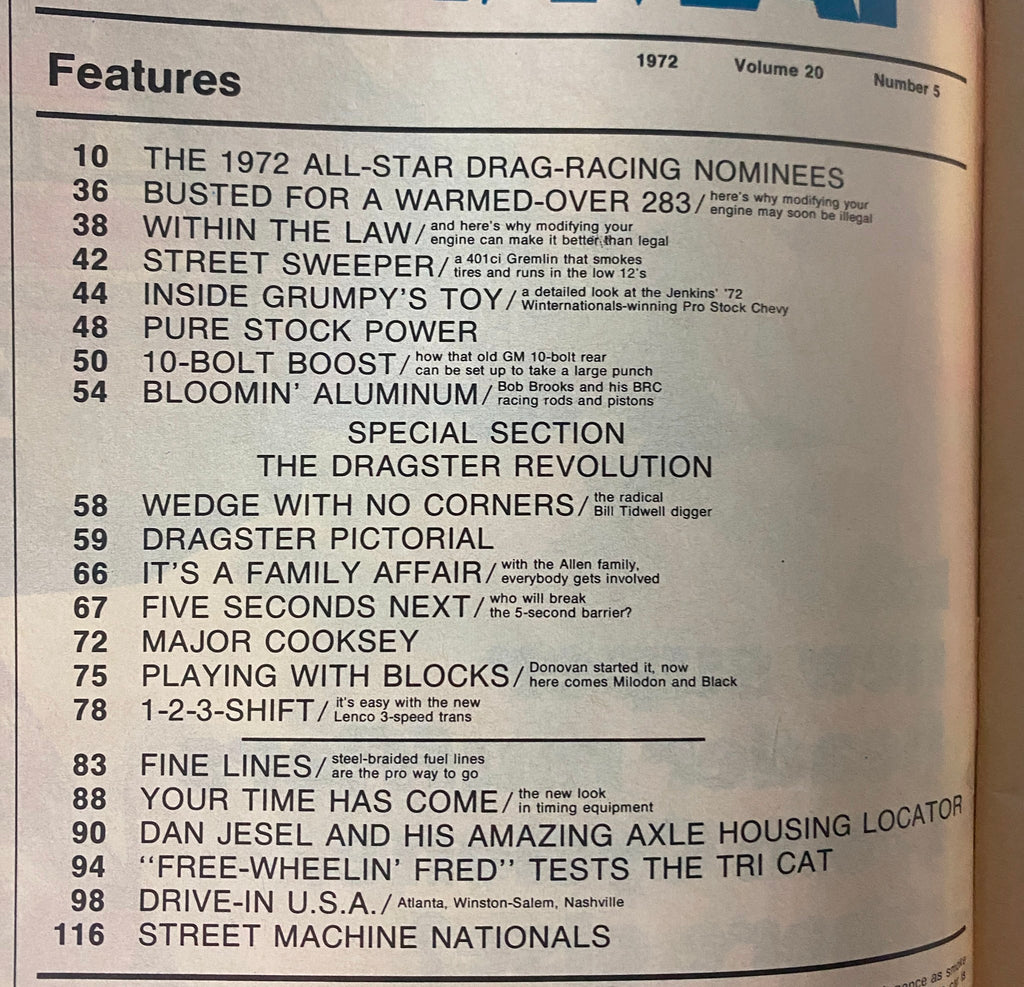 Features
1972 Volume 20 Number 5
10 THE 1972 ALL-STAR DRAG-RACING NOMINEES
36 BUSTED FOR A WARMED-OVER 283/here's why modifying your
engine may soon be illegal
38 WITHIN THE LAW/and here's why modifying your
engine can make it better than legal
42 STREET SWEEPER/a 401ci Gremlin that smokes
tires and runs in the low 12's
44 INSIDE GRUMPY'S TOY/a detailed look at the Jenkins' '72
Winternationals-winning Pro Stock Chevy
48 PURE STOCK POWER
50 10-BOLT BOOST/how that old GM 10-bolt rear
can be set up to take a large punch
54 BLOOMIN' ALUMINUM/Bob Brooks and his BRC
racing rods and pistons
SPECIAL SECTION
THE DRAGSTER REVOLUTION
58 WEDGE WITH NO CORNERS/the radical
Bill Tidwell digger
59 DRAGSTER PICTORIAL
66 IT'S A FAMILY AFFAIR/with the Allen family,
everybody gets involved
67 FIVE SECONDS NEXT/who will break
the 5-second barrier?
72 MAJOR COOKSEY
75 PLAYING WITH BLOCKS/Donovan started it, now
here comes Milodon and Black
78 1-2-3-SHIFT/it's easy with the new
Lenco 3-speed trans
83 FINE LINES/steel-braided fuel lines
are the pro way to go
88 YOUR TIME HAS COME/the new look
in timing equipment
90 DAN JESEL AND HIS AMAZING AXLE HOUSING LOCATOR
94 "FREE-WHEELIN' FRED" TESTS THE TRI CAT
98 DRIVE-IN U.S.A./Atlanta, Winston-Salem, Nashville
116 STREET MACHINE NATIONALS
as smoke
is